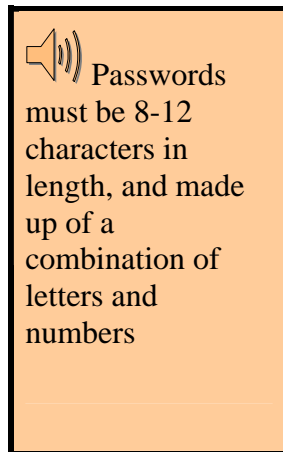 Passwords
must be 8-12
characters in
length, and made
up of a
combination of
letters and
numbers